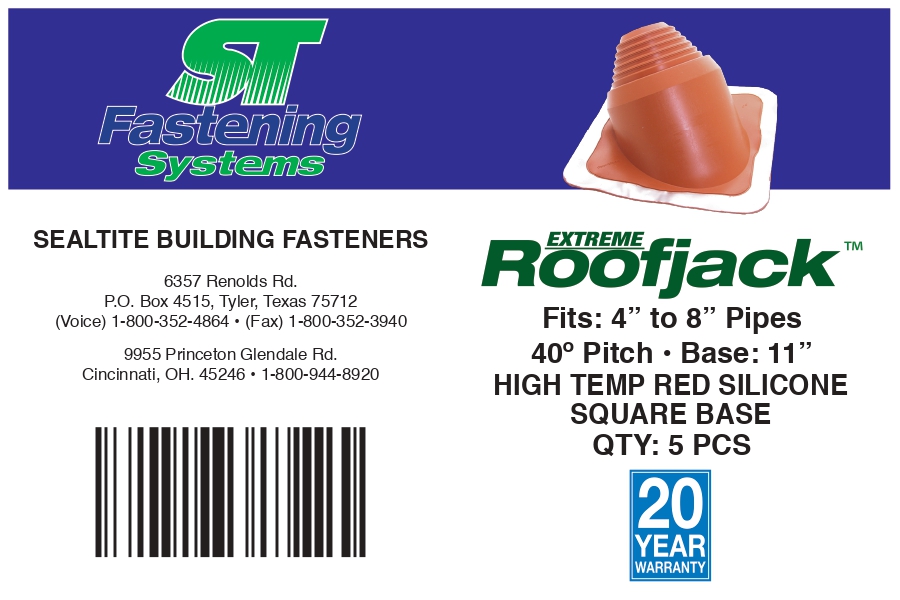 ST
Fastening
Systems
SEALTITE BUILDING FASTENERS
6357 Renolds Rd.
P.O. Box 4515, Tyler, Texas 75712
(Voice) 1-800-352-4864 • (Fax) 1-800-352-3940
9955 Princeton Glendale Rd.
Cincinnati, OH. 45246 • 1-800-944-8920
EXTREME
Roofjack™
Fits: 4” to 8” Pipes
40º Pitch • Base: 11”
HIGH TEMP RED SILICONE
SQUARE BASE
QTY: 5 PCS
20
YEAR
WARRANTY